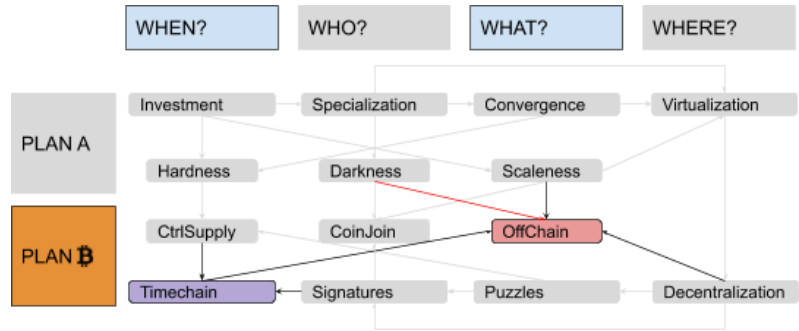 WHEN?
WHO?
WHAT?
WHERE?
PLAN A
Investment
Specialization
Convergence
Virtualization
Hardness
Darkness
Scaleness
PLAN ₿
CtrlSupply
CoinJoin
OffChain
Timechain
Signatures
Puzzles
Decentralization